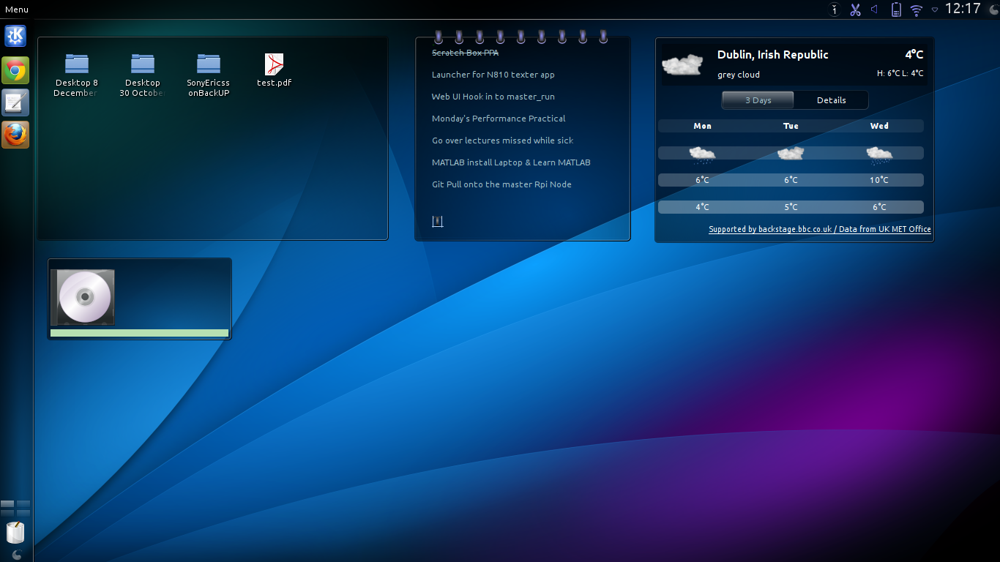 Menu
1
12:17
Desktop 8
December
Desktop
30 Octobe
SonyEricss
onBackUP
test.pdf
Scratch Box PPA
Launcher for N810 texter app
Web UI Hook in to master_run
Monday's Performance Practical
Go over lectures missed while sick
MATLAB install Laptop & Learn MATLAB
Git Pull onto the master Rpi Node
Dublin, Irish Republic
4°C
grey cloud
H: 6°C L: 4°C
3 Days
Details
Mon Tue Wed
6°C 6°C 10°C
4°C 5°C 6°C
Supported by backstage.bbc.co.uk / Data from UK MET Office